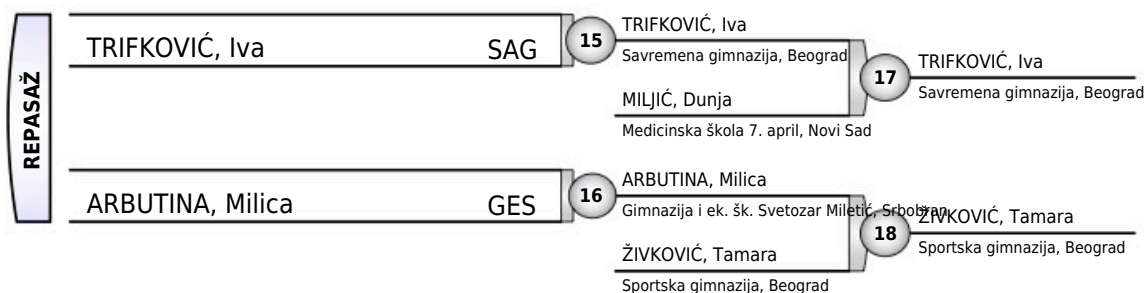 REPASAŽ
TRIFKOVIĆ, Iva SAG
15
TRIFKOVIĆ, Iva
Savremena gimnazija, Beograd
MILJIĆ, Dunja
Medicinska škola 7. april, Novi Sad
17
TRIFKOVIĆ, Iva
Savremena gimnazija, Beograd
ARBUTINA, Milica GES
16
ARBUTINA, Milica
Gimnazija i ek. šk. Svetozar Miletić, Srbobran
ŽIVKOVIĆ, Tamara
Sportska gimnazija, Beograd
18
ŽIVKOVIĆ, Tamara
Sportska gimnazija, Beograd